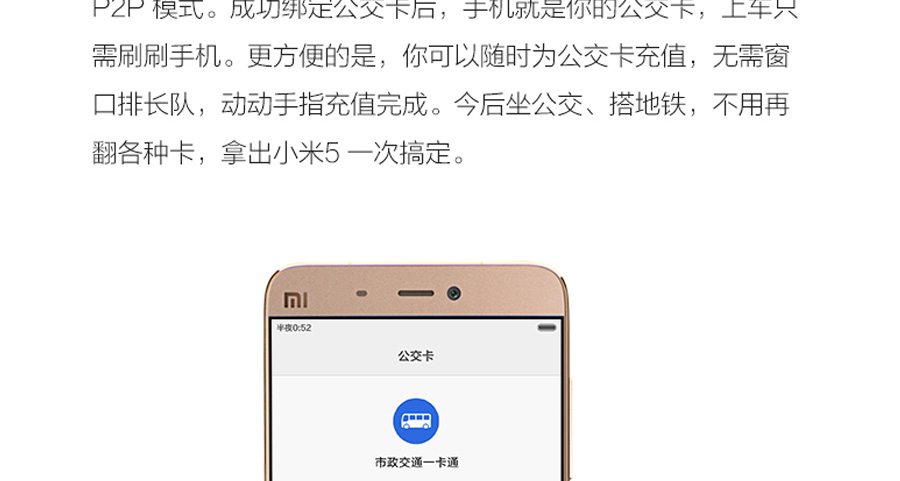 P2P 模式。成功绑定公交卡后，手机就是你的公交卡，上车只
需刷刷手机。更方便的是，你可以随时为公交卡充值，无需窗
口排长队，动动手指充值完成。今后坐公交、搭地铁，不用再
翻各种卡，拿出小米5 一次搞定。
mi
半夜0:52
公交卡
市政交通一卡通